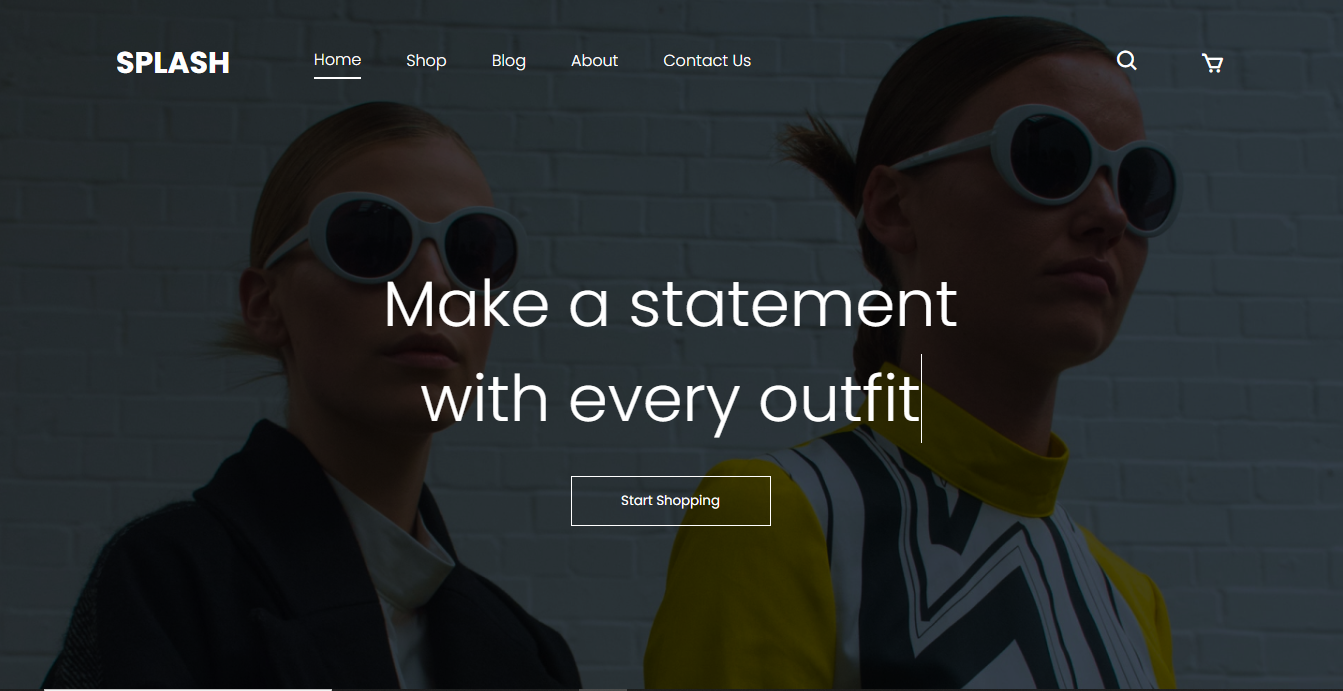 SPLASH
Home Shop Blog About Contact Us
Make a statement
with every outfit
Start Shopping